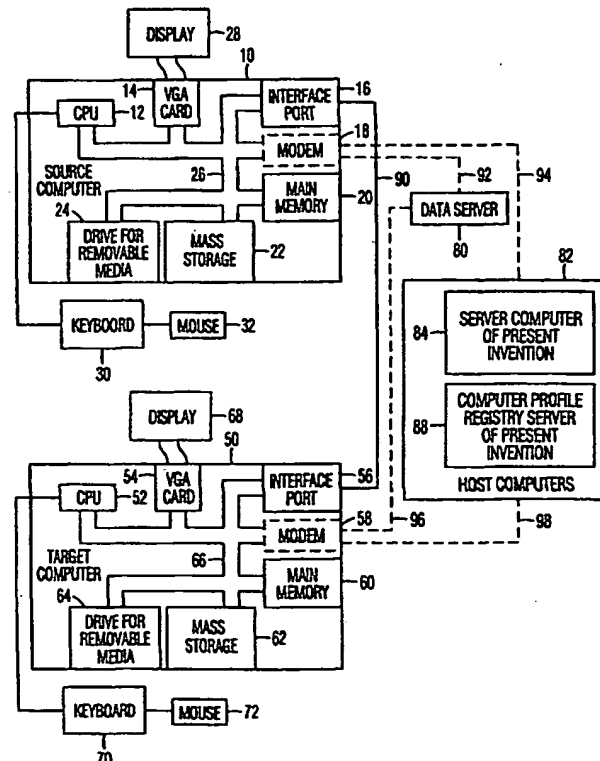 DISPLAY
28
10
14
VGA
CARD
INTERFACE
PORT
16
CPU
12
18
MODEM
SOURCE
COMPUTER
26
90
92
94
24
MAIN
MEMORY
20
DATA SERVER
80
DRIVE FOR
REMOVABLE
MEDIA
MASS
STORAGE
22
82
KEYBOORD
MOUSE
32
30
84
SERVER COMPUTER
OF PRESENT
INVENTION
DISPLAY
68
88
COMPUTER PROFILE
REGISTRY SERVER
OF PRESENT
INVENTION
HOST COMPUTERS
50
54
VGA
CARD
INTERFACE
PORT
56
CPU
52
58
MODEM
96
98
TARGET
COMPUTER
66
64
MAIN
MEMORY
60
DRIVE FOR
REMOVABLE
MEDIA
MASS
STORAGE
62
KEYBOARD
MOUSE
72
70